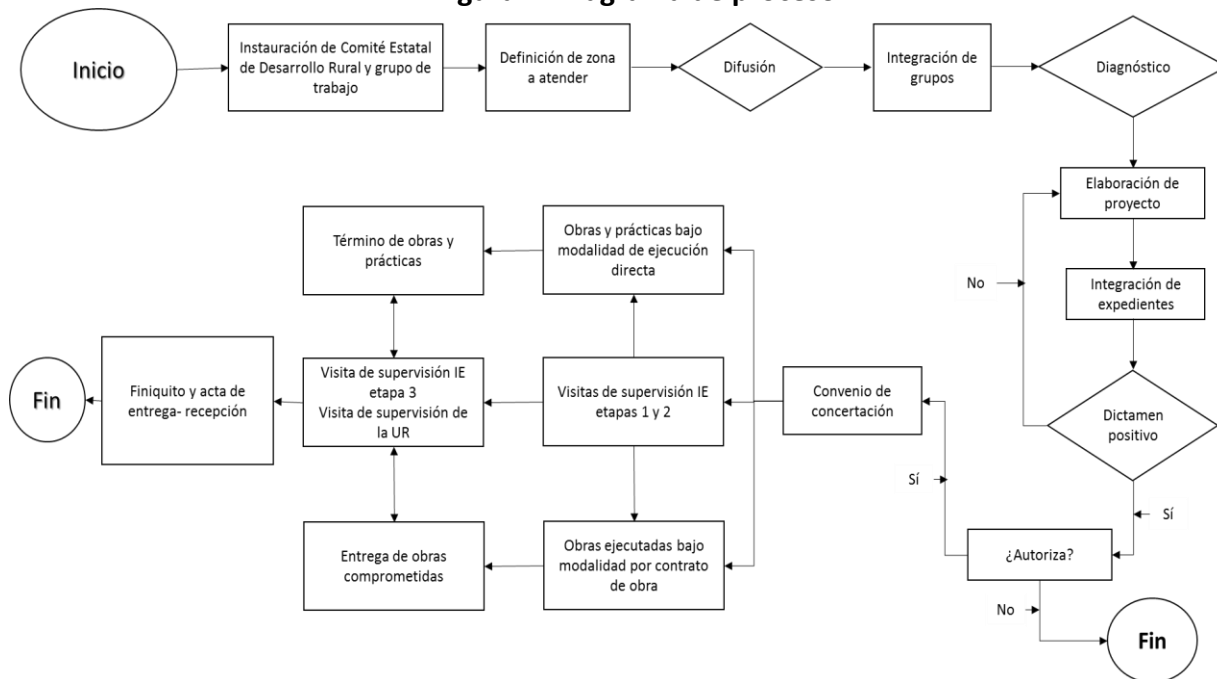 Inicio
Instauración de Comité Estatal
de Desarrollo Rural y grupo de
trabajo
Definición de zona
a atender
Difusión
Integración de
grupos
Diagnóstico
Elaboración de
proyecto
Integración de
expedientes
No
Dictamen
positivo
Sí
¿Autoriza?
No
Fin
Sí
Convenio de
concertación
Obras y prácticas bajo
modalidad de ejecución
directa
Visitas de supervisión IE
etapas 1 y 2
Obras ejecutadas bajo
modalidad por contrato
de obra
Término de obras y
prácticas
Visita de supervisión IE
etapa 3
Visita de supervisión de
la UR
Entrega de obras
comprometidas
Finiquito y acta de
entrega- recepción
Fin